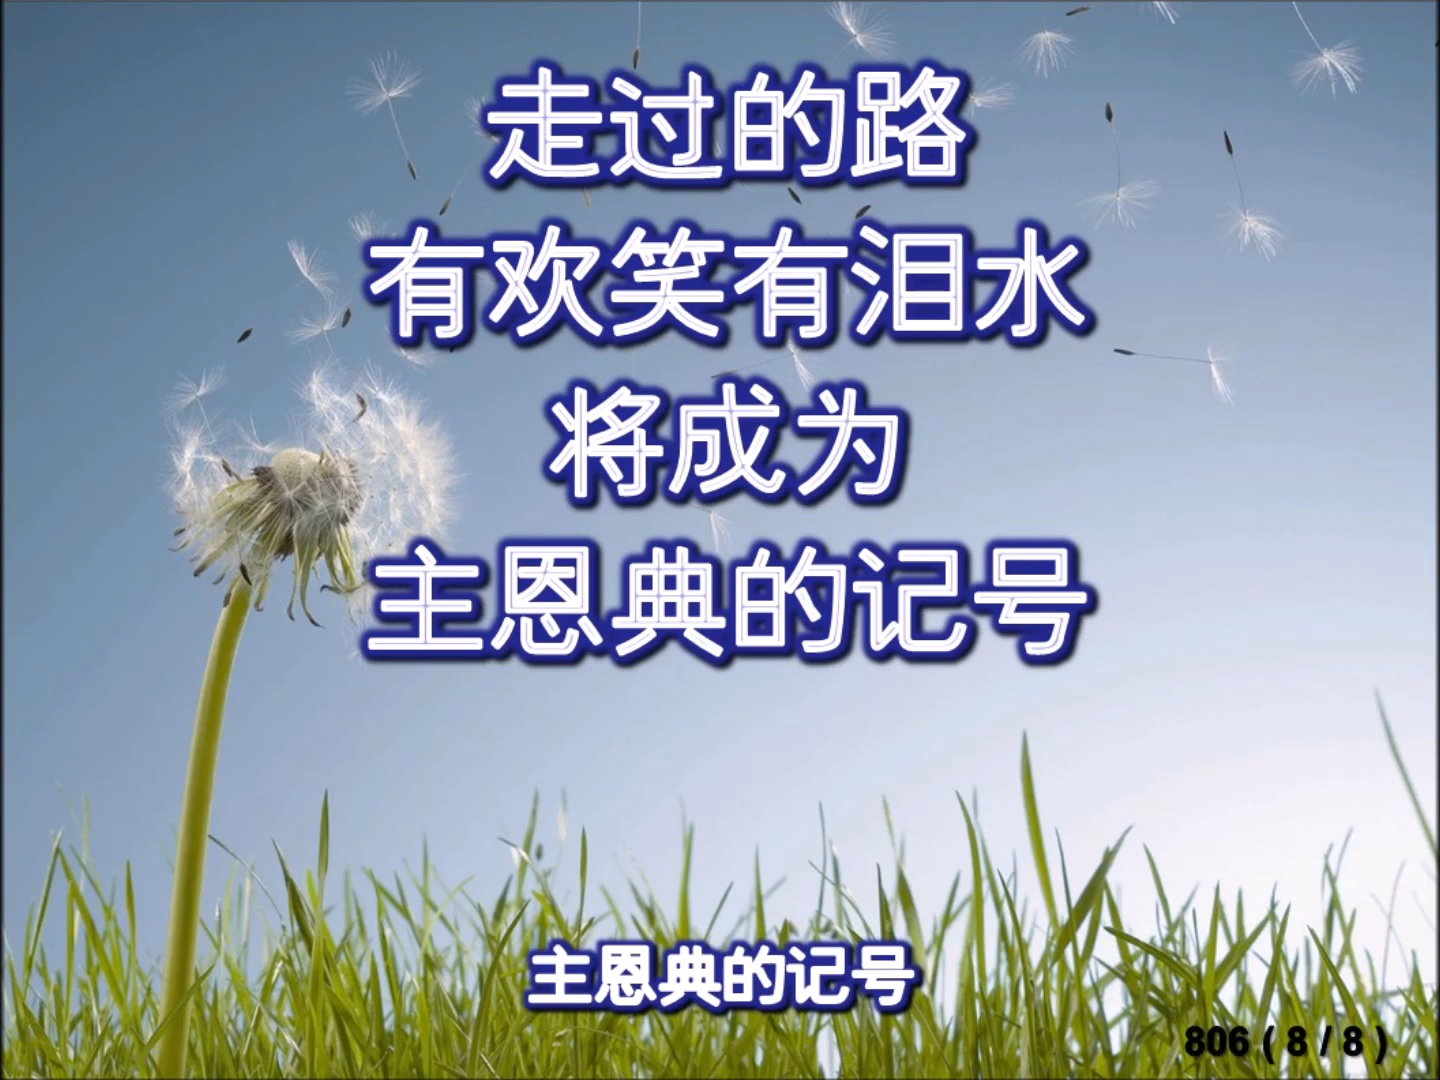 走过的路
有欢笑有泪水
将成为
主恩典的记号
主恩典的记号
806 ( 8 / 8 )